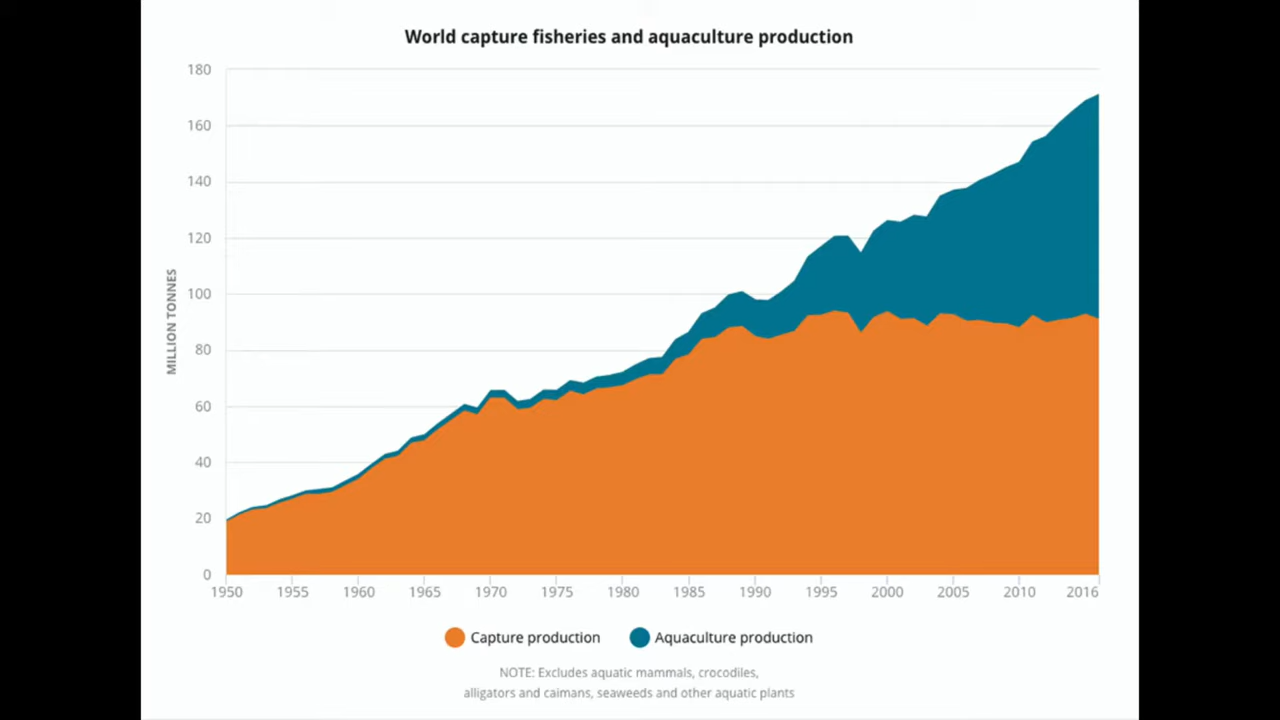 World capture fisheries and aquaculture production
180
160
140
120
100
80
60
40
20
0
MILLION TONNES
1950 1955 1960 1965 1970 1975 1980 1985 1990 1995 2000 2005 2010 2016
Capture production Aquaculture production
NOTE: Excludes aquatic mammals, crocodiles,
alligators and caimans, seaweeds and other aquatic plants